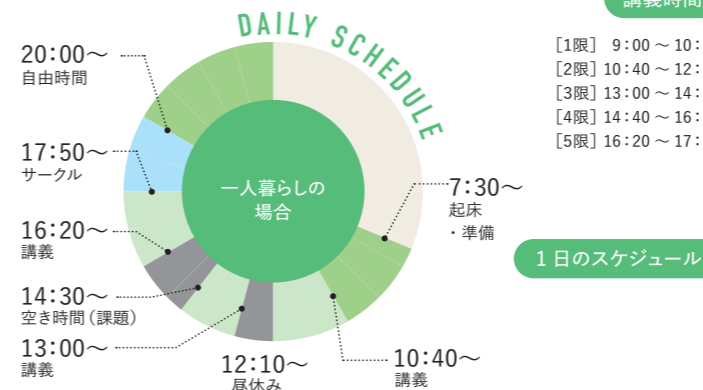 DAILY SCHEDULE
20:00～
自由時間
17:50～
サークル
16:20～
講義
14:30～
空き時間（課題）
13:00～
講義
12:10～
昼休み
10:40～
講義
7:30～
起床
・準備
一人暮らしの
場合
講義時間
［1限］ 9：00 ～ 10：
［2限］10：40 ～ 12：
［3限］13：00 ～ 14：
［4限］14：40 ～ 16：
［5限］16：20 ～ 17：
1 日のスケジュール